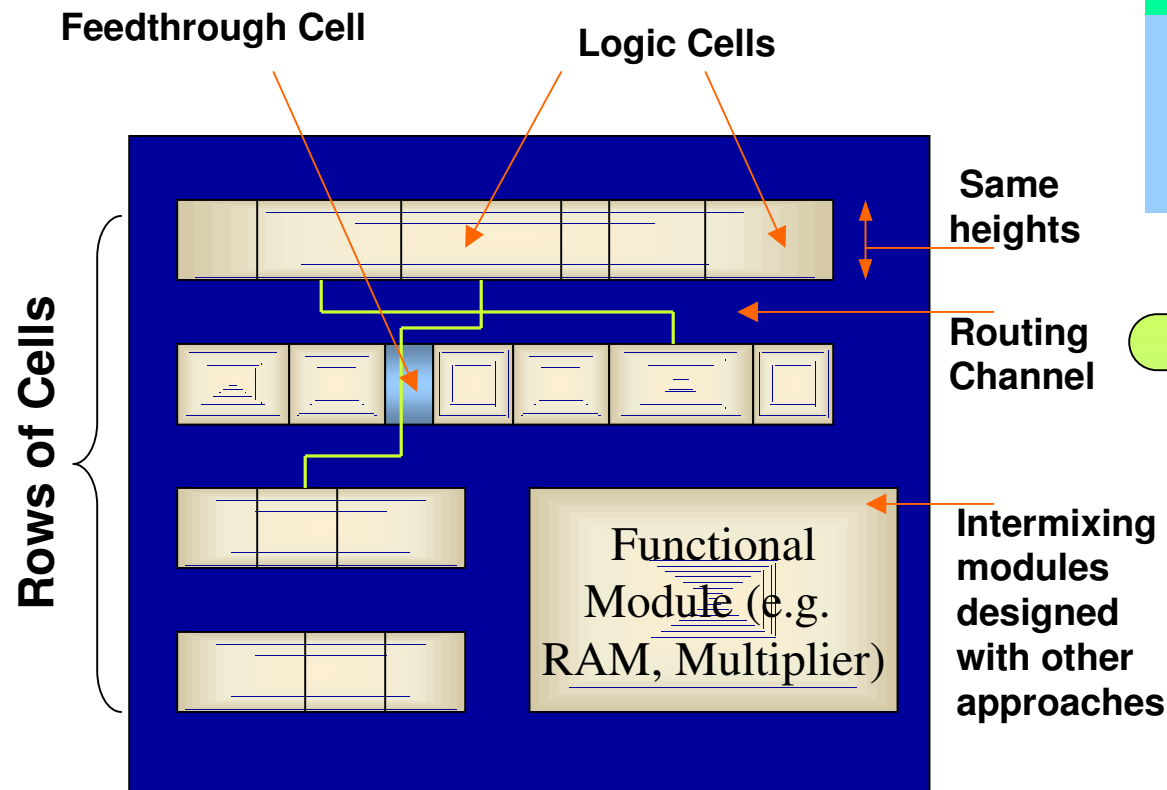 Feedthrough Cell
Logic Cells
Same
heights
Routing
Channel
Rows of Cells
Functional
Module (e.g.
RAM, Multiplier)
Intermixing
modules
designed
with other
approaches